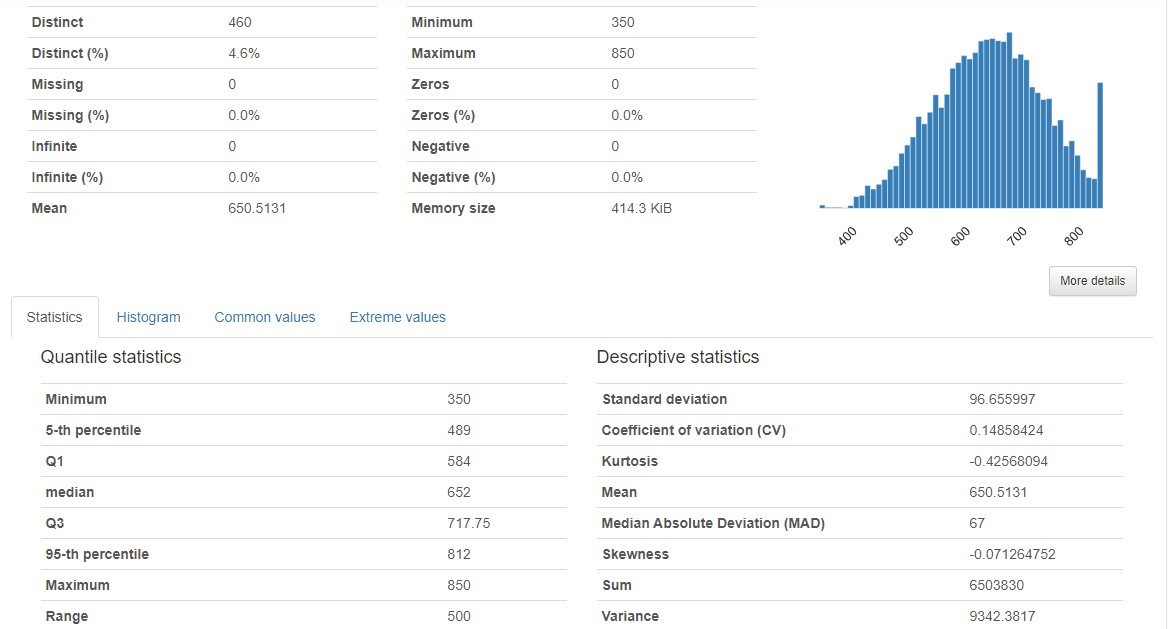 Distinct 460 Minimum 350
Distinct (%) 4.6% Maximum 850
Missing 0 Zeros 0
Missing (%) 0.0% Zeros (%) 0.0%
Infinite 0 Negative 0
Infinite (%) 0.0% Negative (%) 0.0%
Mean 650.5131 Memory size 414.3 KiB
400 500 600 700 800
More details
Statistics Histogram Common values Extreme values
Quantile statistics Descriptive statistics
Minimum 350 Standard deviation 96.655997
5-th percentile 489 Coefficient of variation (CV) 0.14858424
Q1 584 Kurtosis -0.42568094
median 652 Mean 650.5131
Q3 717.75 Median Absolute Deviation (MAD) 67
95-th percentile 812 Skewness -0.071264752
Maximum 850 Sum 6503830
Range 500 Variance 9342.3817